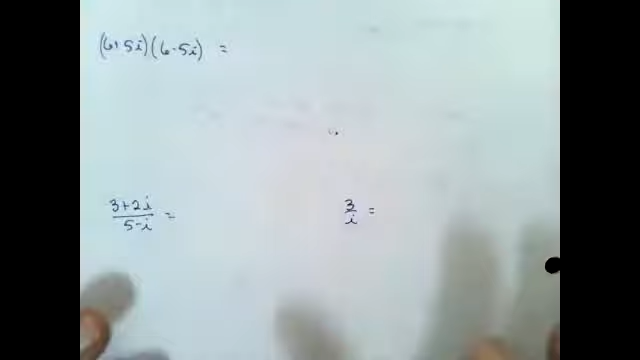 (6+5i)(6-5i) =
3+2i/5-i = 3/i =